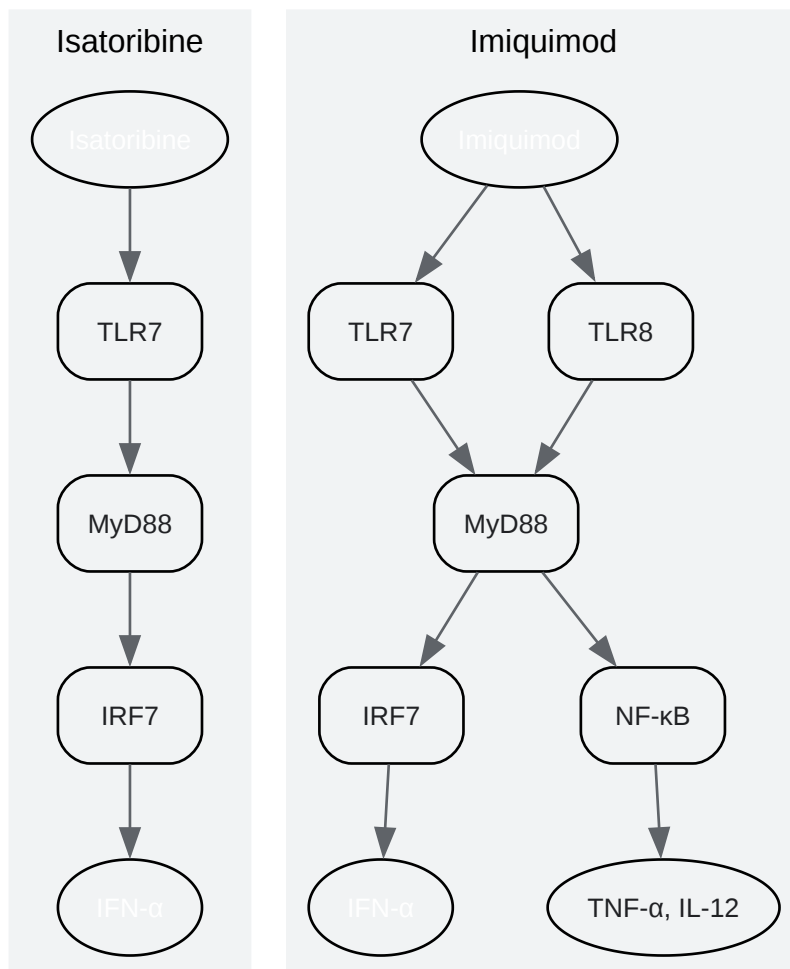 Isatoribine
Isatoribine
TLR7
MyD88
IRF7
IFN-α
Imiquimod
Imiquimod
TLR7
TLR8
MyD88
IRF7
NF-κB
IFN-α
TNF-α, IL-12